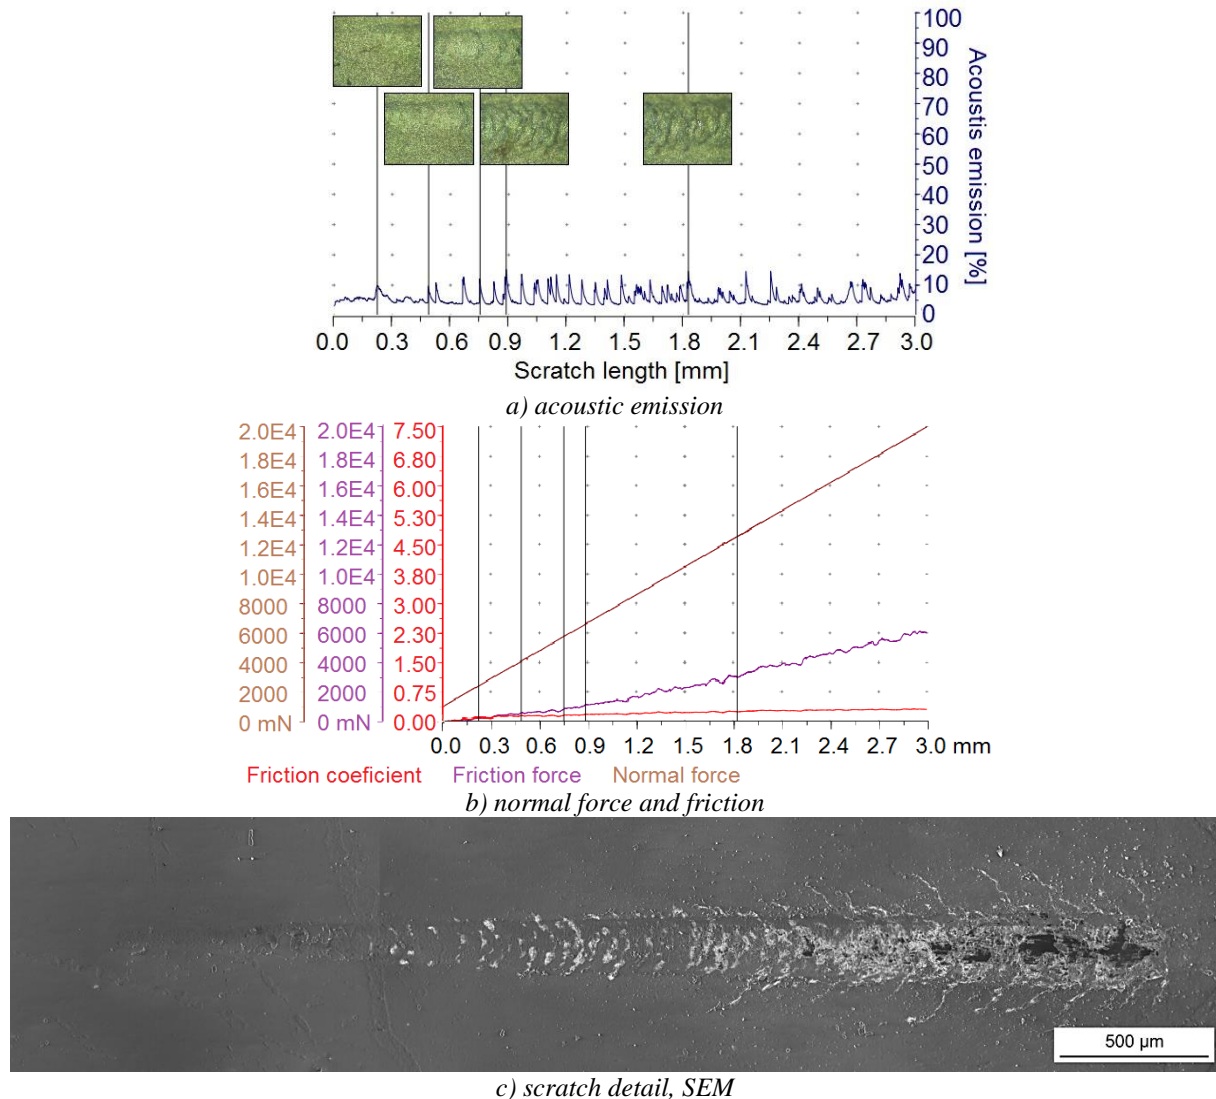 100
90
80
70
60
50
40
30
20
10
0
Acoustis emission [%]
0.0 0.3 0.6 0.9 1.2 1.5 1.8 2.1 2.4 2.7 3.0
Scratch length [mm]
a) acoustic emission
2.0E4 2.0E4 7.50
1.8E4 1.8E4 6.80
1.6E4 1.6E4 6.00
1.4E4 1.4E4 5.30
1.2E4 1.2E4 4.50
1.0E4 1.0E4 3.80
8000 8000 3.00
6000 6000 2.30
4000 4000 1.50
2000 2000 0.75
0 mN 0 mN 0.00
0.0 0.3 0.6 0.9 1.2 1.5 1.8 2.1 2.4 2.7 3.0 mm
Friction coeficient Friction force Normal force
b) normal force and friction
500 µm
c) scratch detail, SEM